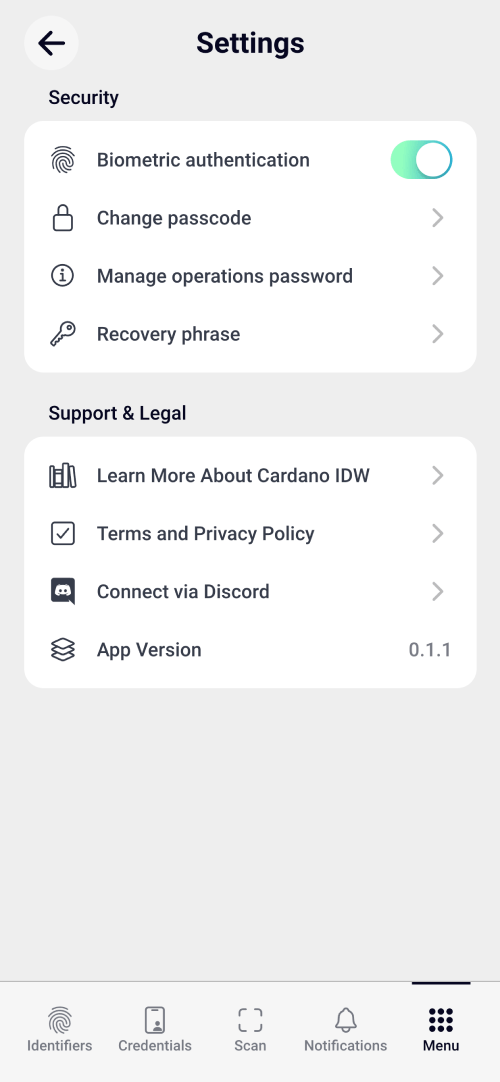 Settings
Security
Biometric authentication
Change passcode
Manage operations password
Recovery phrase
Support & Legal
Learn More About Cardano IDW
Terms and Privacy Policy
Connect via Discord
App Version 0.1.1
Identifiers Credentials Scan Notifications Menu